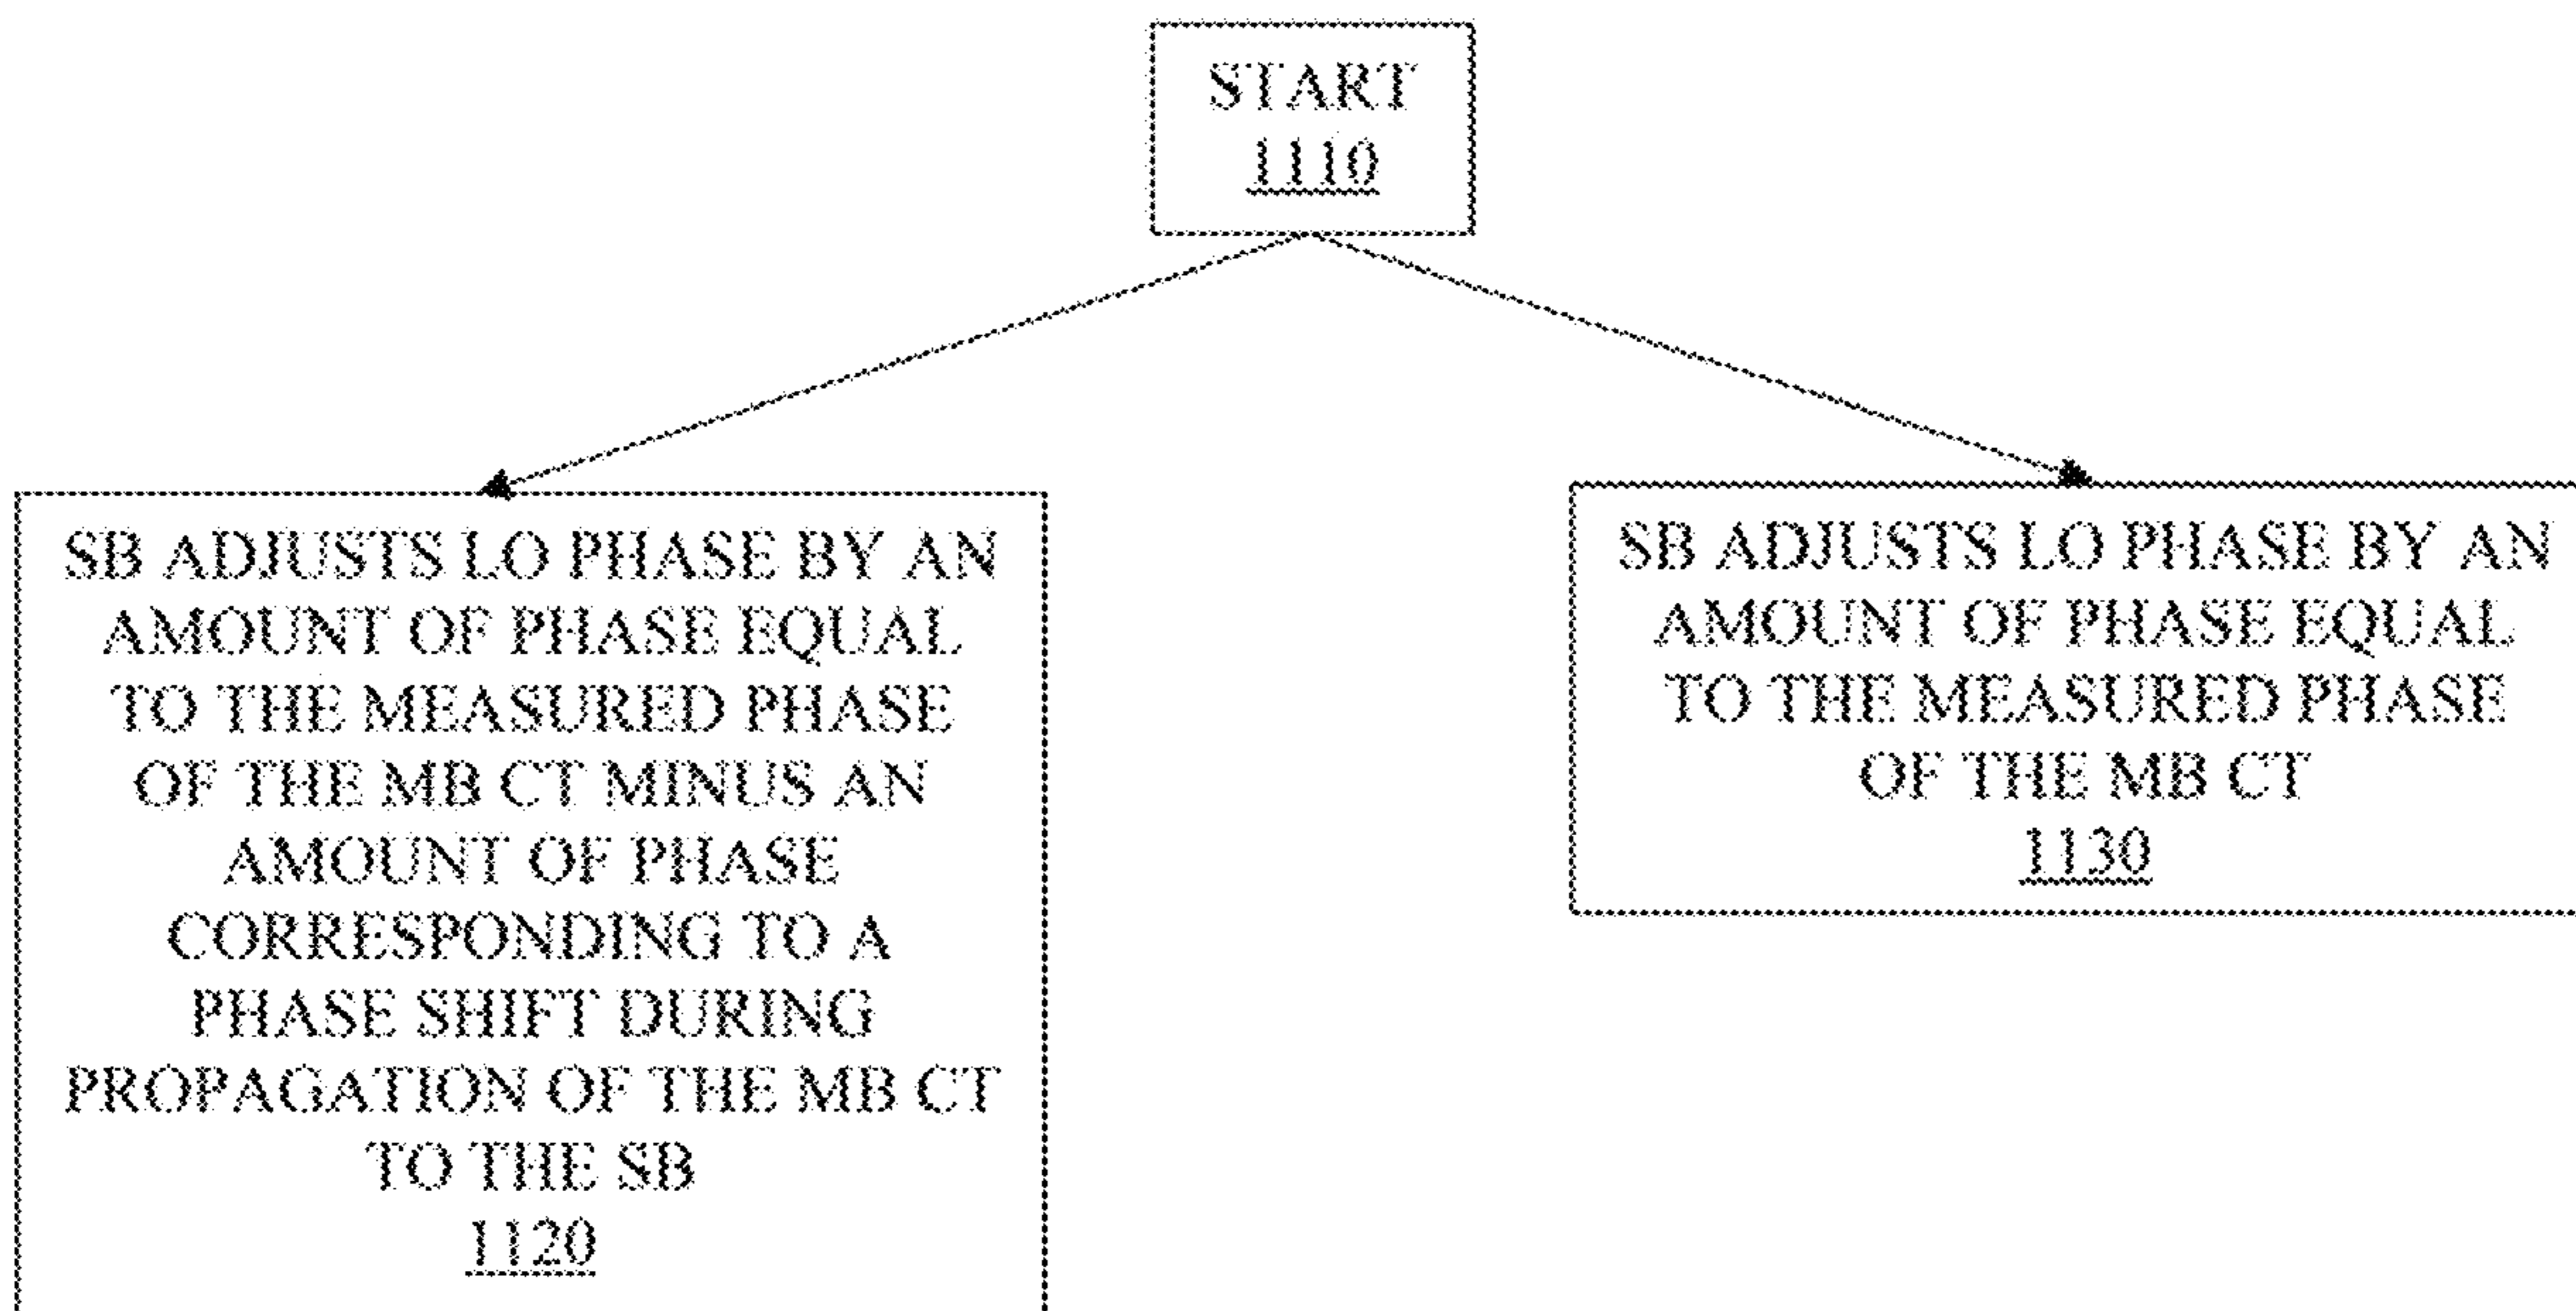 START
1110
SB ADJUSTS LO PHASE BY AN
AMOUNT OF PHASE EQUAL
TO THE MEASURED PHASE
OF THE MB CT MINUS AN
AMOUNT OF PHASE
CORRESPONDING TO A
PHASE SHIFT DURING
PROPAGATION OF THE MB CT
TO THE SB
1120
SB ADJUSTS LO PHASE BY AN
AMOUNT OF PHASE EQUAL
TO THE MEASURED PHASE
OF THE MB CT
1130